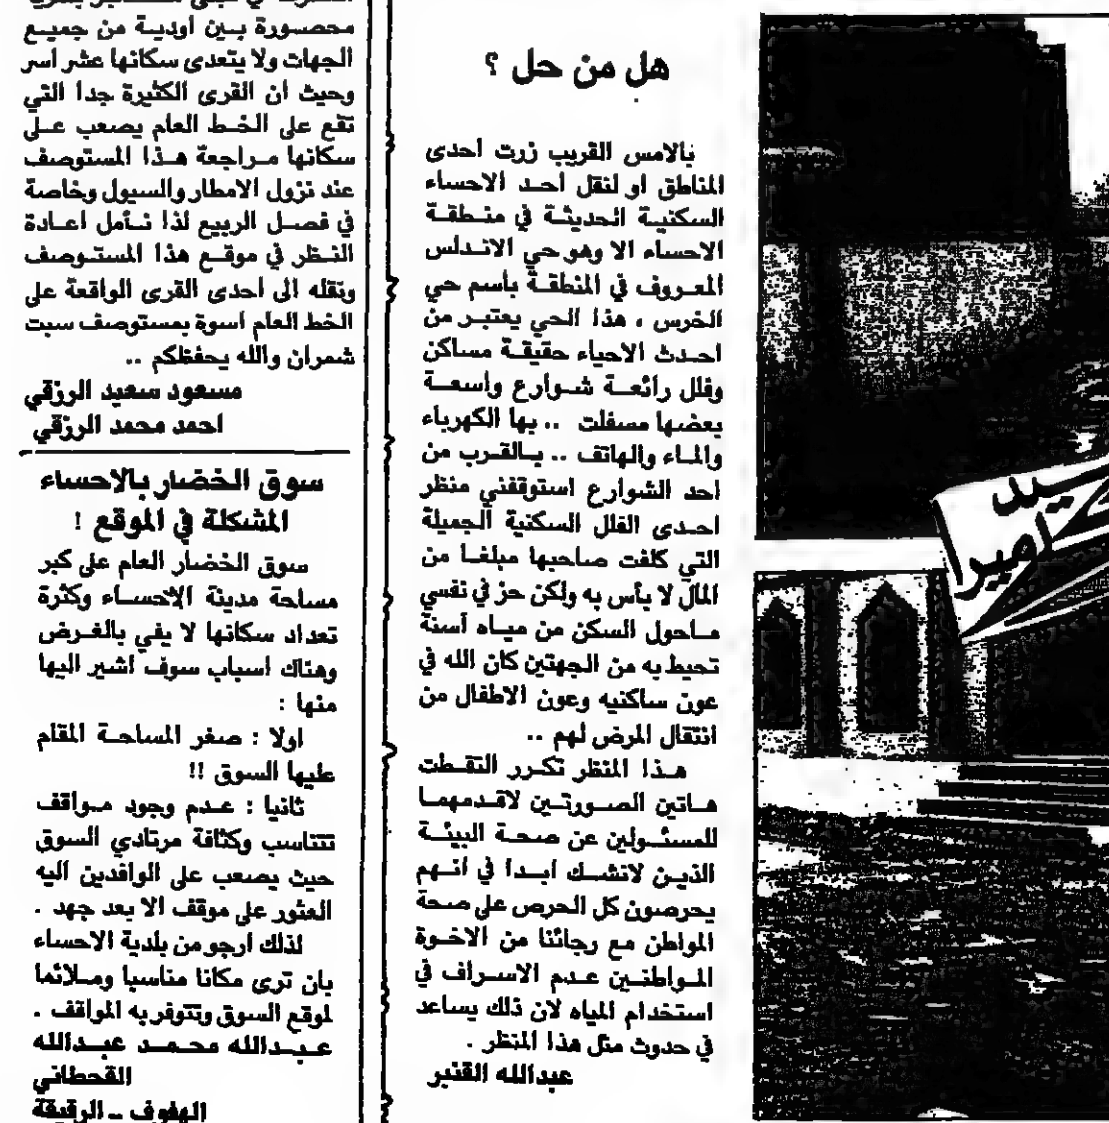 هل من حل ؟
بالامس القريب زرت احدى
المناطق او لنقل احد الاحساء
السكنية الحديثة في منطقة
الاحساء الا وهو حي الاندلس
المعروف في المنطقة بأسم حي
الخرس ، هذا الحي يعتبر من
احدث الاحياء حقيقة مساكن
وفلل رائعة شوارع واسعة
بعضها مسفلت .. بها الكهرباء
والماء والهاتف .. بالقرب من
احد الشوارع استوقفني منظر
احدى الفلل السكنية الجميلة
التي كلفت صاحبها مبلغا من
المال لا بأس به ولكن حز في نفسي
ماحول السكن من مياه آسنة
تحيط به من الجهتين كان الله في
عون ساكنيه وعون الاطفال من
انتقال المرض لهم ..
هذا المنظر تكرر التقطت
هاتين الصورتين لاقدمهما
للمسئولين عن صحة البيئة
الذين لانشك ابدا في انهم
يحرصون كل الحرص على صحة
المواطن مع رجائنا من الاخوة
المواطنين عدم الاسراف في
استخدام المياه لان ذلك يساعد
في حدوث مثل هذا المنظر .
عبدالله القنبر
محصورة بين اودية من جميع
الجهات ولا يتعدى سكانها عشر اسر
وحيث أن القرى الكثيرة جدا التي
تقع على الخط العام يصعب على
سكانها مراجعة هذا المستوصف
عند نزول الامطار والسيول وخاصة
في فصل الربيع لذا نأمل اعادة
النظر في موقع هذا المستوصف
ونقله الى أحدى القرى الواقعة على
الخط العام اسوة بمستوصف سبت
شمران والله يحفظكم ..
مسعود سعيد الرزقي
احمد محمد الرزقي
سوق الخضار بالاحساء
المشكلة في الموقع !
سوق الخضار العام على كبر
مساحة مدينة الاحساء وكثرة
تعداد سكانها لا يفي بالغرض
وهناك اسباب سوف اشير اليها
منها :
اولا : صغر المساحة المقام
عليها السوق !!
ثانيا : عدم وجود مواقف
تتناسب وكثافة مرتادي السوق
حيث يصعب على الوافدين اليه
العثور على موقف الا بعد جهد .
لذلك أرجو من بلدية الاحساء
بان ترى مكانا مناسبا وملائما
لموقع السوق وتتوفر به المواقف .
عبدالله محمد عبدالله
القحطاني
الهفوف ــ الرقيقة